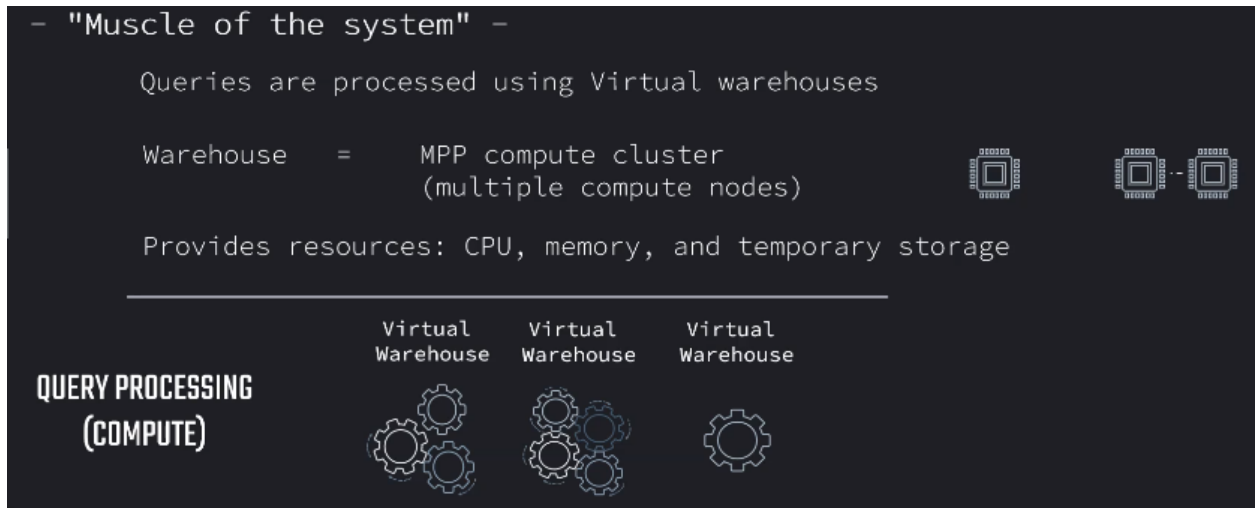 - "Muscle of the system" -
Queries are processed using Virtual warehouses
Warehouse = MPP compute cluster
(multiple compute nodes)
Provides resources: CPU, memory, and temporary storage
Virtual Warehouse
Virtual Warehouse
Virtual Warehouse
QUERY PROCESSING
(COMPUTE)